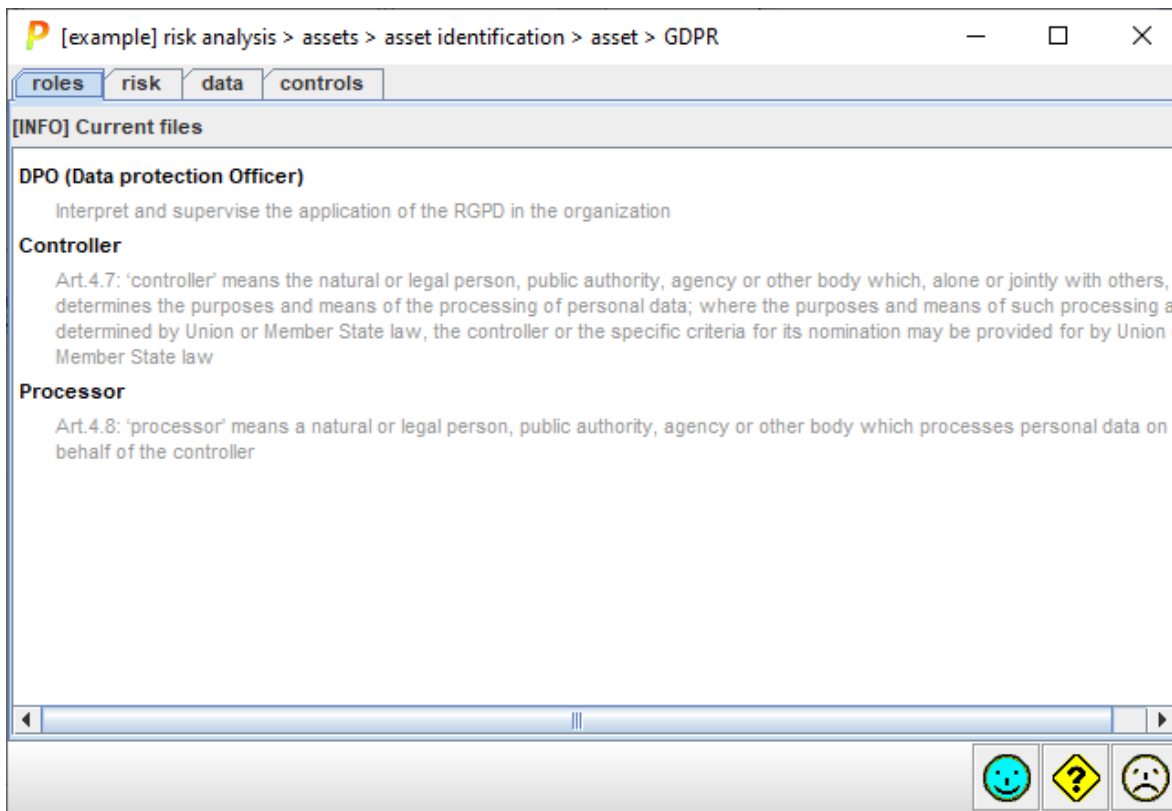 [example] risk analysis > assets > asset identification > asset > GDPR
roles risk data controls
[INFO] Current files
DPO (Data protection Officer)
Interpret and supervise the application of the RGPD in the organization
Controller
Art.4.7: ‘controller’ means the natural or legal person, public authority, agency or other body which, alone or jointly with others,
determines the purposes and means of the processing of personal data; where the purposes and means of such processing
determined by Union or Member State law, the controller or the specific criteria for its nomination may be provided for by Union
Member State law
Processor
Art.4.8: ‘processor’ means a natural or legal person, public authority, agency or other body which processes personal data on
behalf of the controller